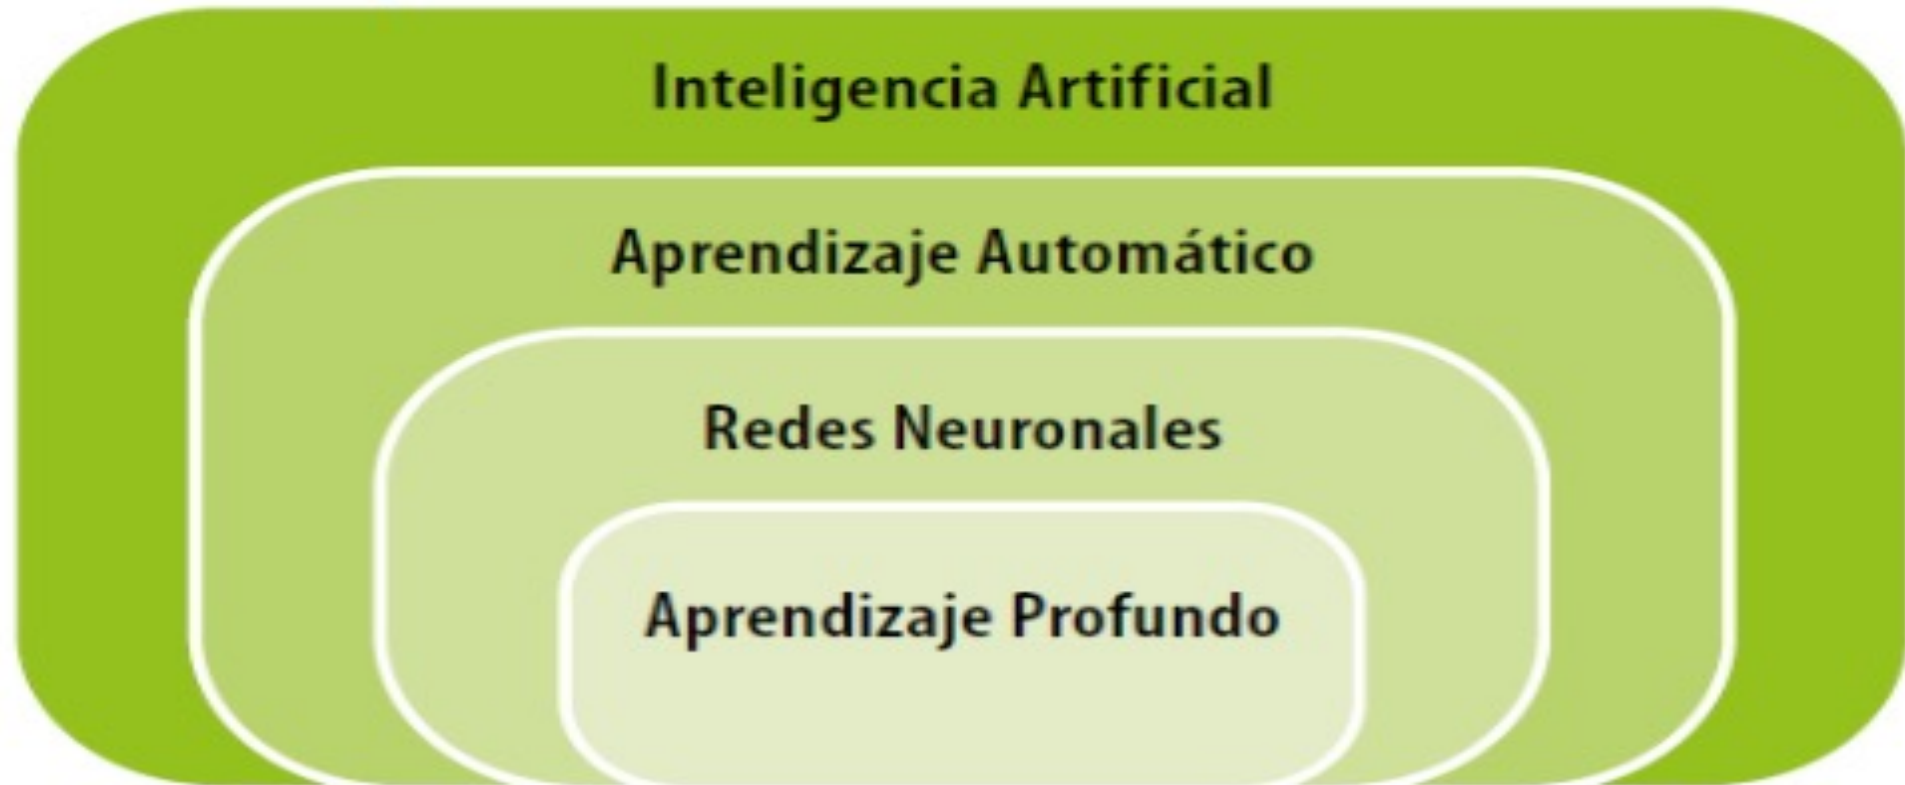 Inteligencia Artificial
Aprendizaje Automático
Redes Neuronales
Aprendizaje Profundo